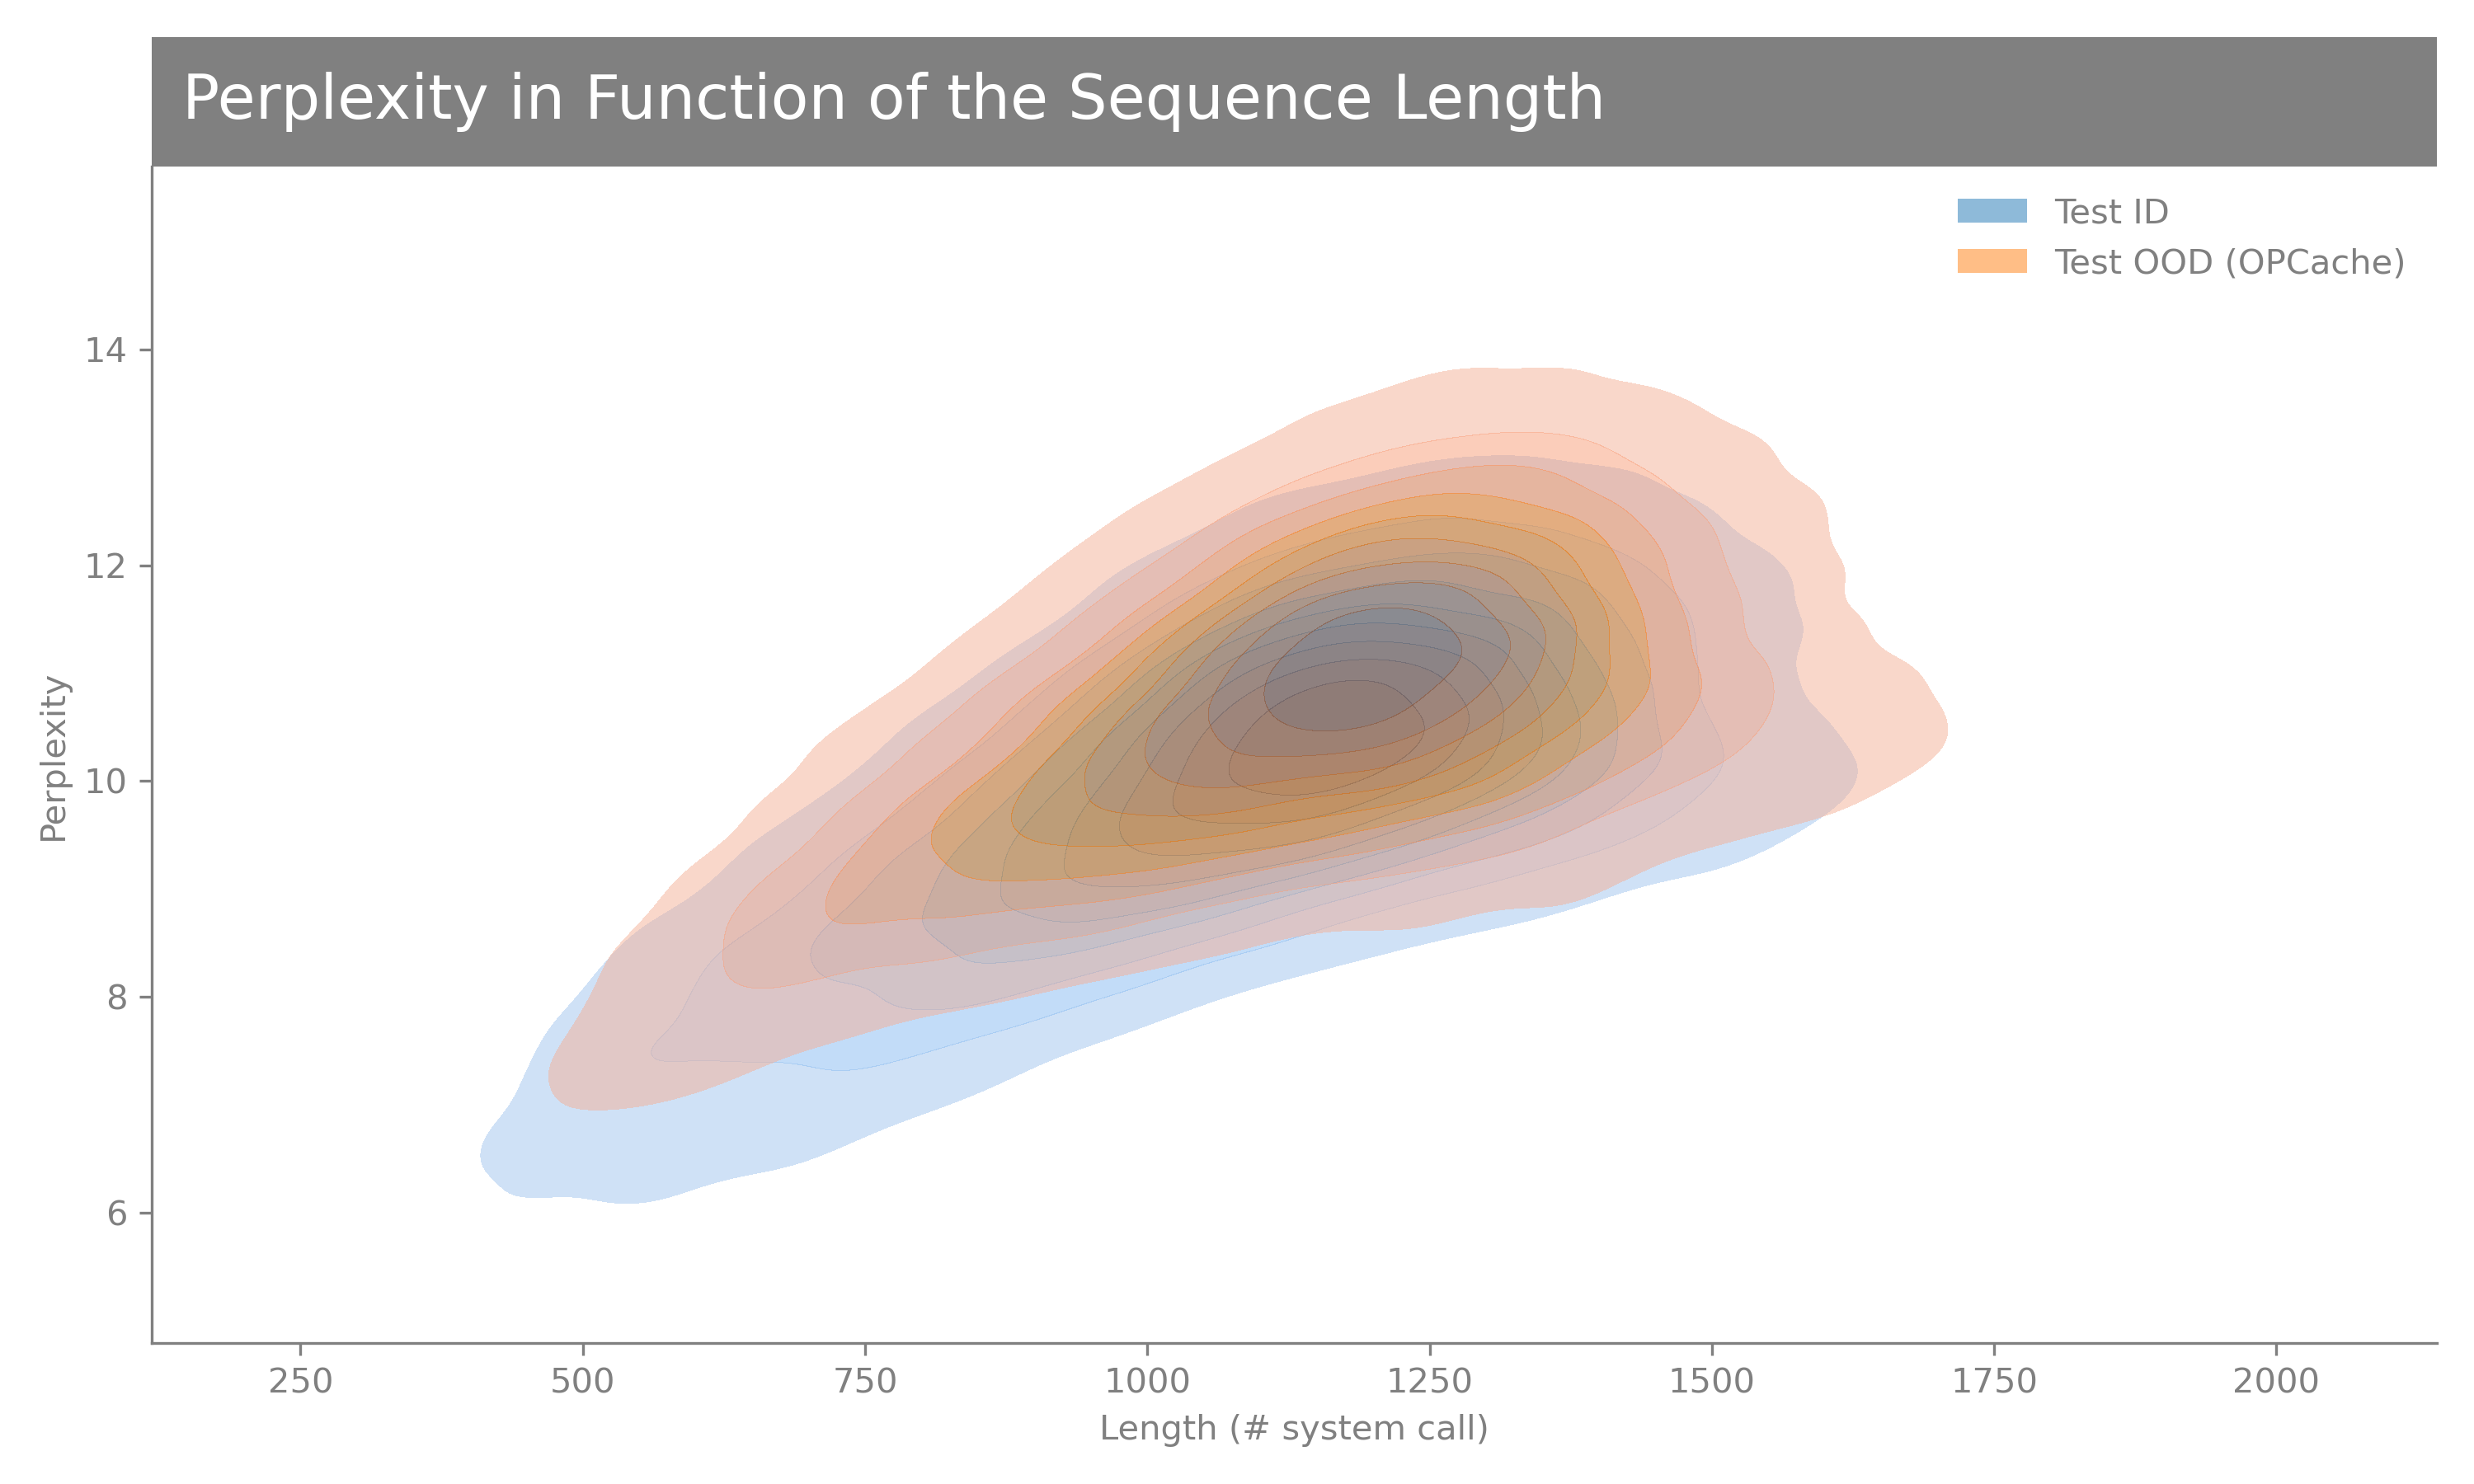 Perplexity in Function of the Sequence Length
Test ID
Test OOD (OPCache)
Perplexity
14
12
10
8
6
250 500 750 1000 1250 1500 1750 2000
Length (# system call)